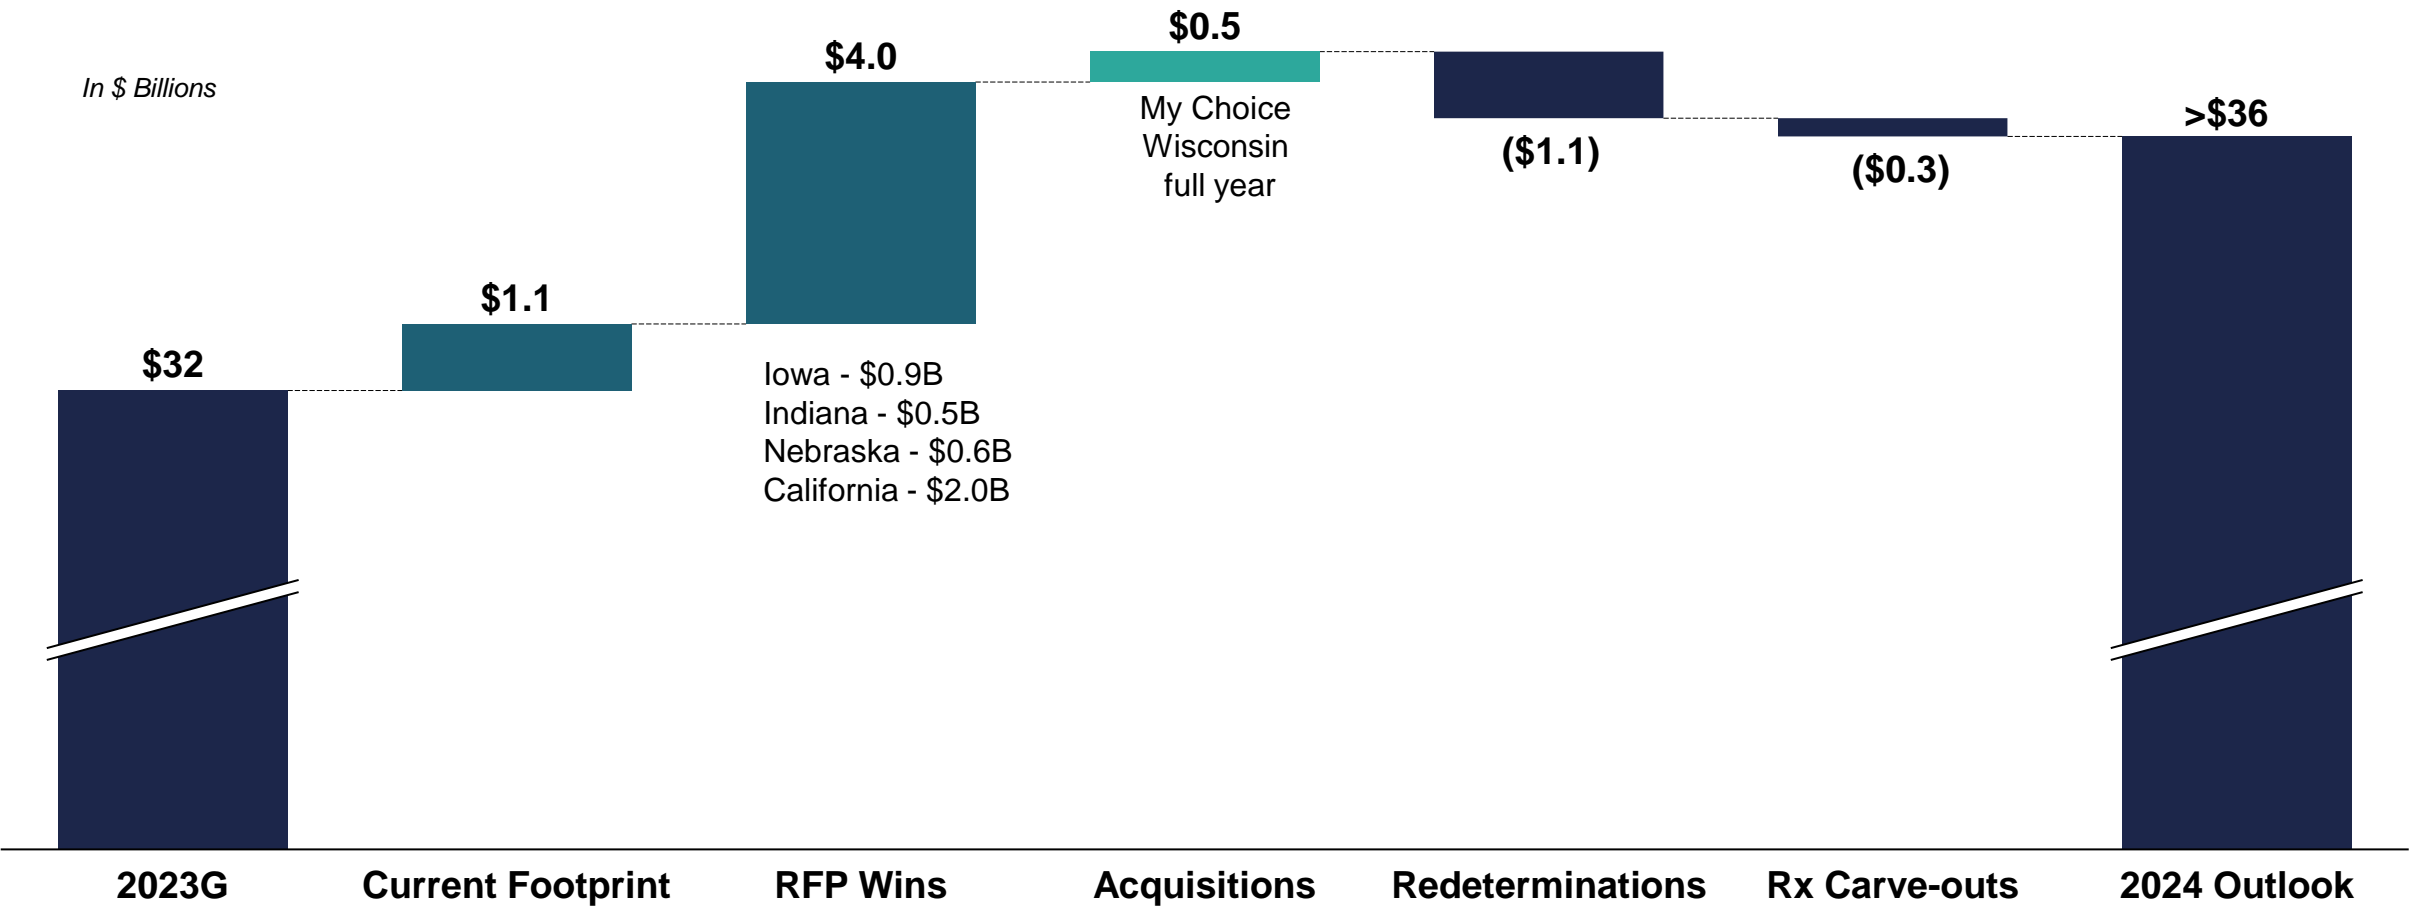 In $ Billions
$32
$1.1
$4.0
Iowa - $0.9B
Indiana - $0.5B
Nebraska - $0.6B
California - $2.0B
$0.5
My Choice
Wisconsin
full year
($1.1)
($0.3)
>$36
2023G
Current Footprint
RFP Wins
Acquisitions
Redeterminations
Rx Carve-outs
2024 Outlook